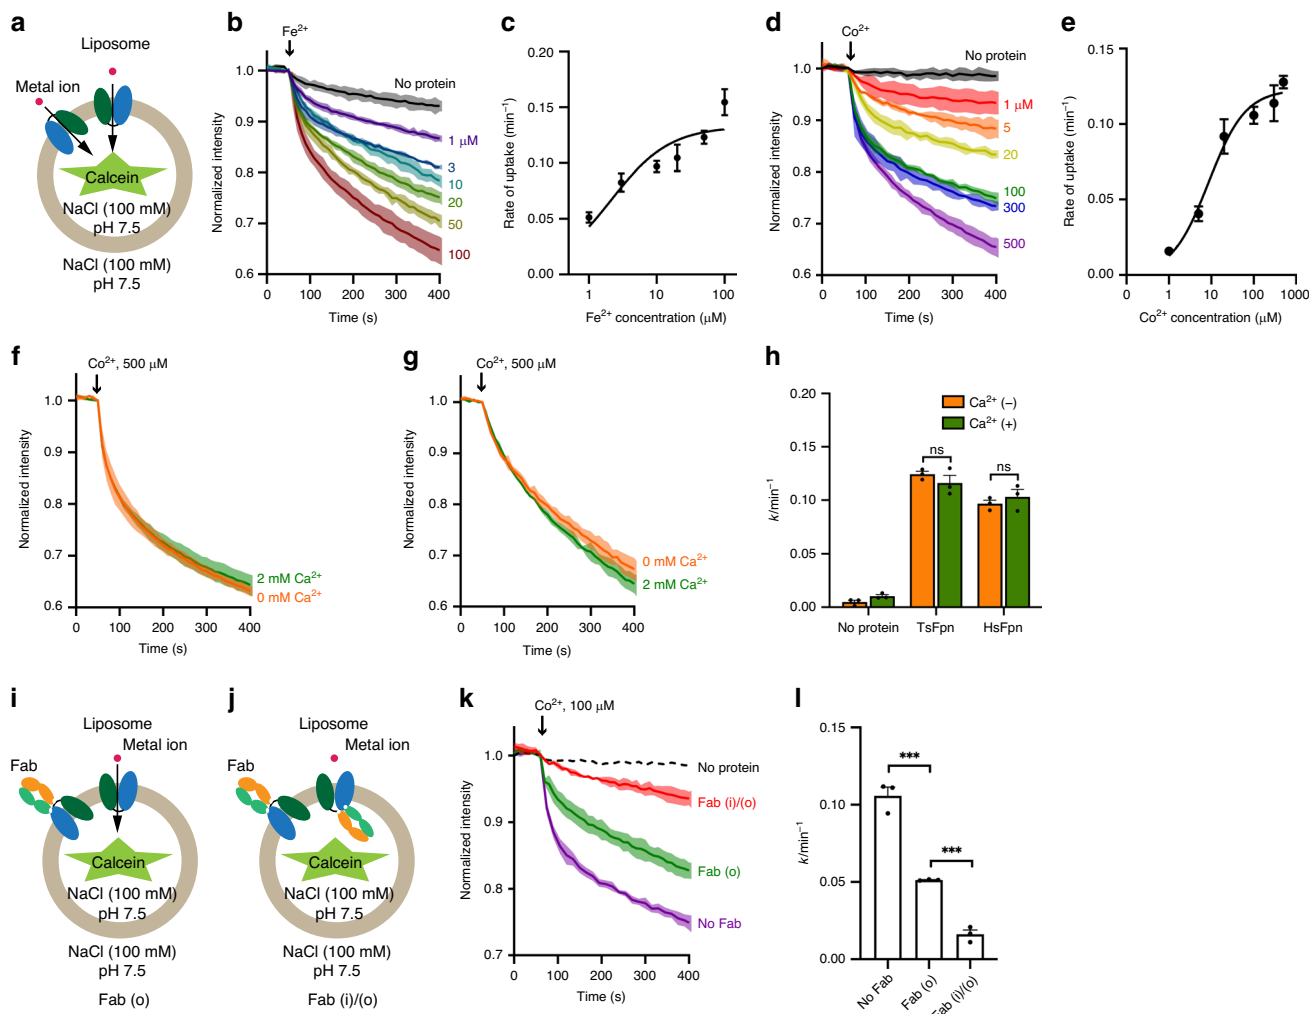 a
Liposome
Metal ion
Calcein
NaCl (100 mM)
pH 7.5
NaCl (100 mM)
pH 7.5
b
Fe²⁺
Normalized intensity
1.0
0.9
0.8
0.7
0.6
No protein
1 μM
3
10
20
50
100
0 100 200 300 400
Time (s)
c
Rate of uptake (min⁻¹)
0.20
0.15
0.10
0.05
0.00
1 10 100
Fe²⁺ concentration (μM)
d
Co²⁺
Normalized intensity
1.0
0.9
0.8
0.7
0.6
No protein
1 μM
5
20
100
300
500
0 100 200 300 400
Time (s)
e
Rate of uptake (min⁻¹)
0.15
0.10
0.05
0.00
0 1 10 100 1000
Co²⁺ concentration (μM)
f
Co²⁺, 500 μM
Normalized intensity
1.0
0.9
0.8
0.7
0.6
2 mM Ca²⁺
0 mM Ca²⁺
0 100 200 300 400
Time (s)
g
Co²⁺, 500 μM
Normalized intensity
1.0
0.9
0.8
0.7
0.6
0 mM Ca²⁺
2 mM Ca²⁺
0 100 200 300 400
Time (s)
h
k/min⁻¹
0.20
0.15
0.10
0.05
0.00
Ca²⁺ (–)
Ca²⁺ (+)
ns
ns
No protein TsFpn HsFpn
i
Liposome
Metal ion
Fab
Calcein
NaCl (100 mM)
pH 7.5
NaCl (100 mM)
pH 7.5
Fab (o)
j
Liposome
Metal ion
Fab
Calcein
NaCl (100 mM)
pH 7.5
NaCl (100 mM)
pH 7.5
Fab (i)/(o)
k
Co²⁺, 100 μM
Normalized intensity
1.0
0.9
0.8
0.7
No protein
Fab (i)/(o)
Fab (o)
No Fab
0 100 200 300 400
Time (s)
l
k/min⁻¹
0.15
0.10
0.05
0.00
***
***
No Fab
Fab (o)
Fab (i)/(o)